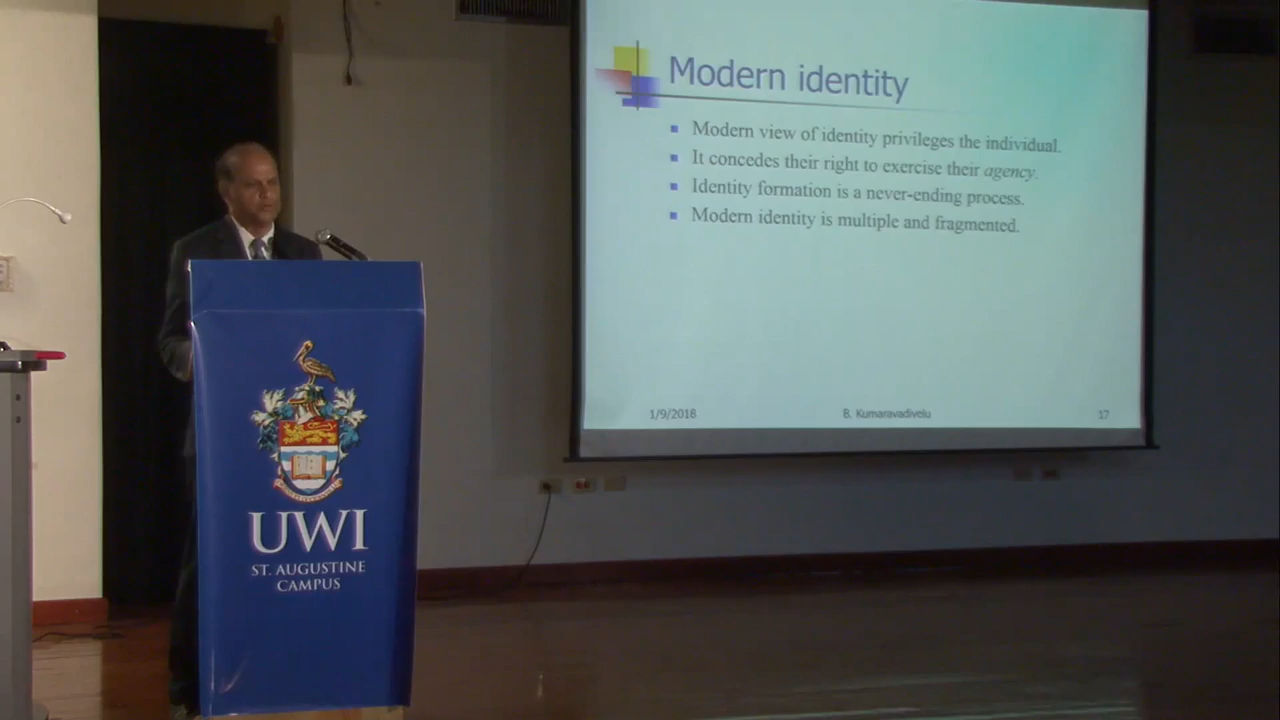 Modern identity
Modern view of identity privileges the individual.
It concedes their right to exercise their agency.
Identity formation is a never-ending process.
Modern identity is multiple and fragmented.
1/9/2018 B. Kumaravadivelu 17
UWI
ST. AUGUSTINE
CAMPUS